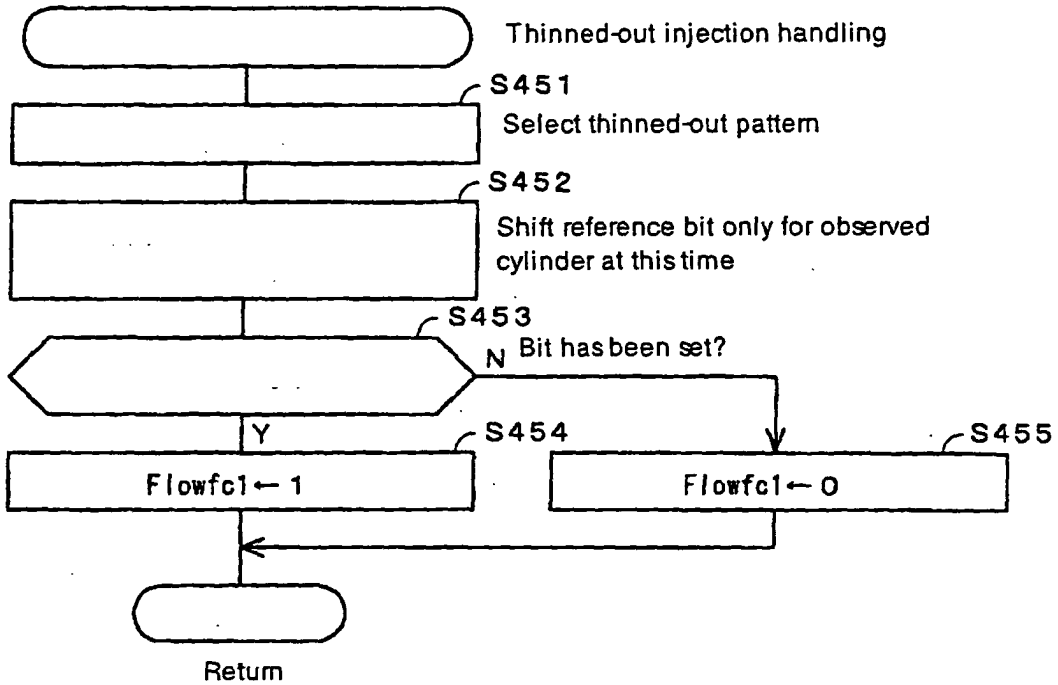 Thinned-out injection handling
S451
Select thinned-out pattern
S452
Shift reference bit only for observed
cylinder at this time
S453
N Bit has been set?
Y
S454
S455
Flowfc1←1
Flowfc1←0
Return